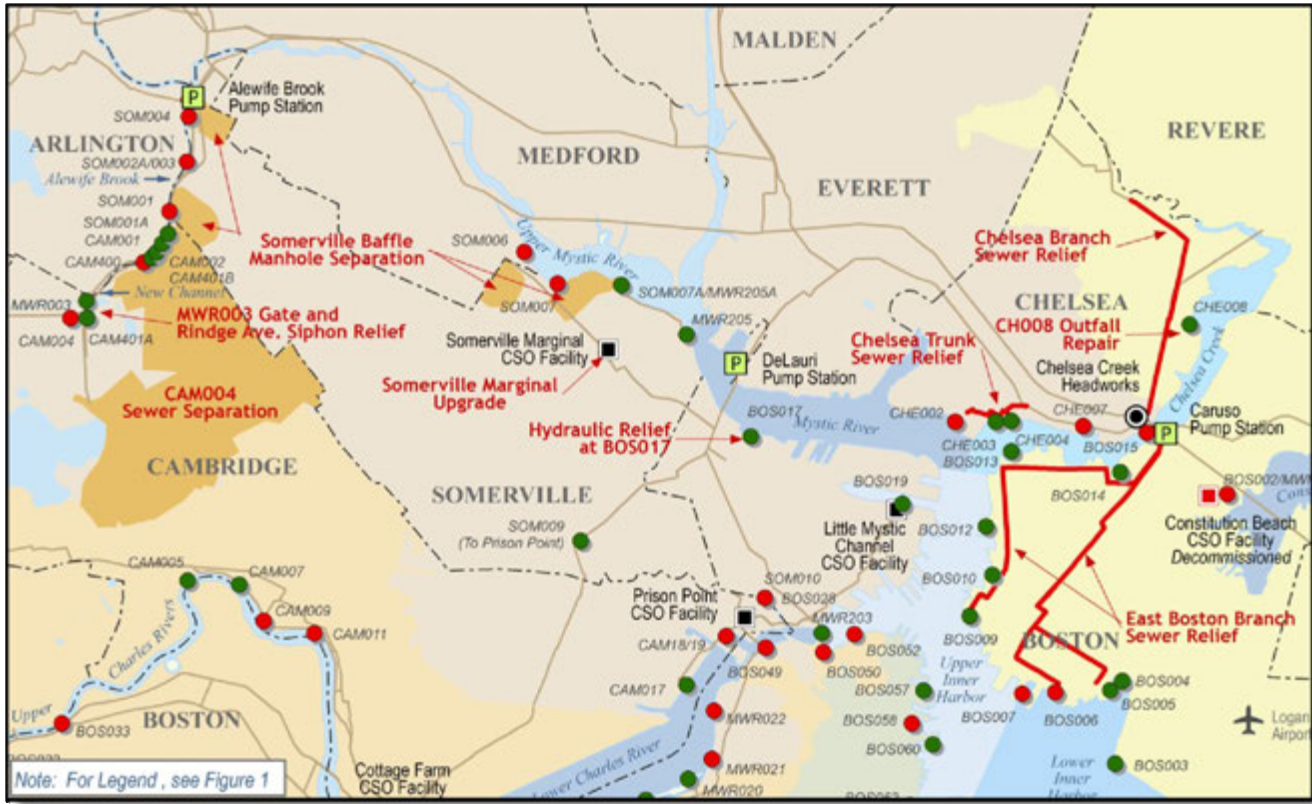 MALDEN
Alewife Brook
Pump Station
SOM004
REVERE
ARLINGTON
MEDFORD
SOM002A/003
Alewife Brook
EVERETT
SOM001
SOM001A
CAM001
CAM400
CAM002
CAM401B
Somerville Baffle
Manhole Separation
SOM006
Upper Mystic River
Chelsea Branch
Sewer Relief
New Channel
MWR003
MWR003 Gate and
Rindge Ave. Siphon Relief
CAM004
CAM401A
SOM007
SOM007A/MWR205A
CHELSEA
CHE008
CH008 Outfall
Repair
MWR205
Somerville Marginal
CSO Facility
Somerville Marginal
Upgrade
DeLauri
Pump Station
Chelsea Trunk
Sewer Relief
Chelsea Creek
Headworks
Chelsea Creek
CAM004
Sewer Separation
Hydraulic Relief
at BOS017
BOS017
Mystic River
CHE002
CHE003
CHE004
CHE007
BOS013
BOS015
Caruso
Pump Station
CAMBRIDGE
SOMERVILLE
BOS019
BOS014
BOS002/MW
Constitution Beach
CSO Facility
Decommissioned
SOM009
(To Prison Point)
Little Mystic
Channel
CSO Facility
BOS012
BOS010
BOS009
CAM005
CAM007
CAM009
CAM011
Charles Rivers
Upper
Prison Point
CSO Facility
SOM010
BOS028
MWR203
CAM18/19
BOS049
BOS050
BOS052
East Boston Branch
Sewer Relief
BOSTON
Upper
Inner
Harbor
CAM017
BOS057
BOS058
BOS060
BOS007
BOS006
BOS004
BOS005
BOS033
BOSTON
MWR022
MWR021
MWR020
Lower Charles River
Cottage Farm
CSO Facility
Logan
Airport
Lower
Inner
Harbor
BOS003
Note: For Legend , see Figure 1